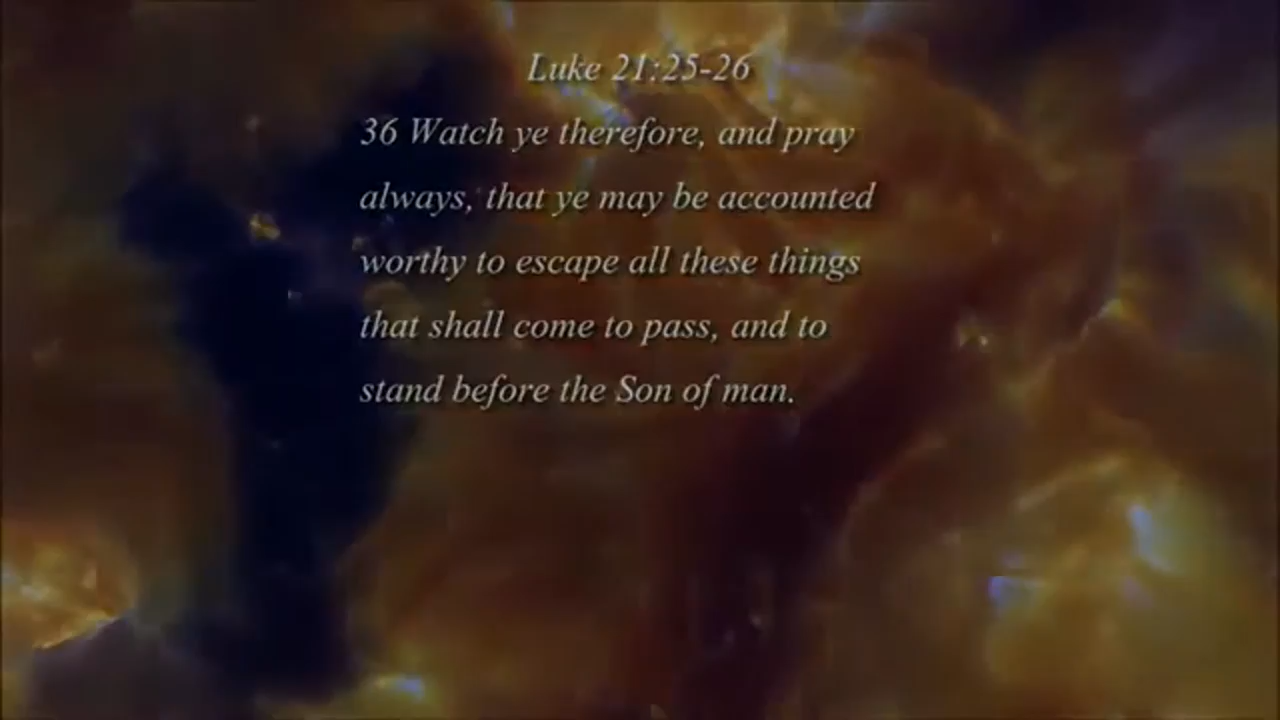 Luke 21:25-26
36 Watch ye therefore, and pray
always, that ye may be accounted
worthy to escape all these things
that shall come to pass, and to
stand before the Son of man.